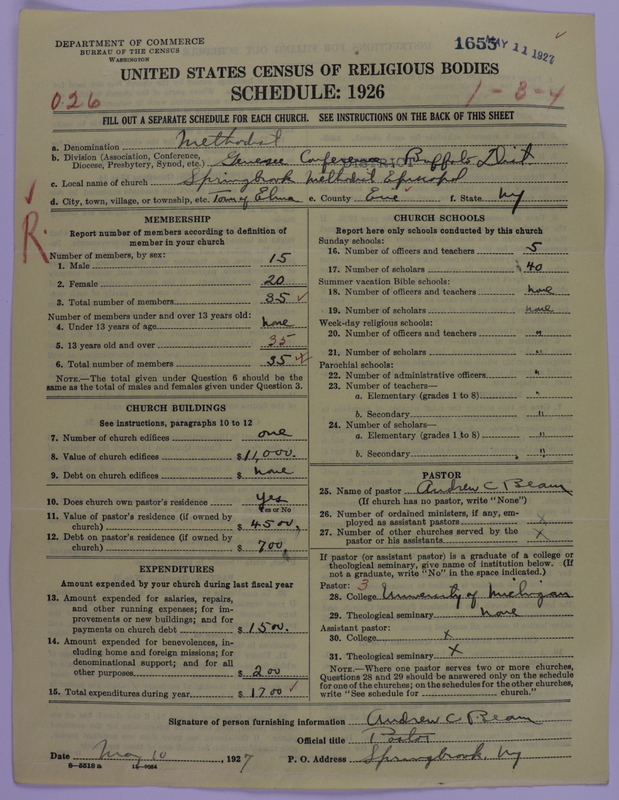 DEPARTMENT OF COMMERCE
BUREAU OF THE CENSUS
WASHINGTON
1655 MAY 11 1927
UNITED STATES CENSUS OF RELIGIOUS BODIES
SCHEDULE: 1926
026
1-8-4
FILL OUT A SEPARATE SCHEDULE FOR EACH CHURCH. SEE INSTRUCTIONS ON THE BACK OF THIS SHEET
a. Denomination Methodist
b. Division (Association, Conference, Diocese, Presbytery, Synod, etc.) Genesee Conference Buffalo Dist
DISTRICT
c. Local name of church Springbrook Methodist Episcopal
d. City, town, village, or township, etc. Town of Elma e. County Erie f. State NY
R.
MEMBERSHIP
Report number of members according to definition of
member in your church
Number of members, by sex:
1. Male 15
2. Female 20
3. Total number of members 35
Number of members under and over 13 years old:
4. Under 13 years of age none
5. 13 years old and over 35
6. Total number of members 35
NOTE.—The total given under Question 6 should be the
same as the total of males and females given under Question 3.
CHURCH BUILDINGS
See instructions, paragraphs 10 to 12
7. Number of church edifices one
8. Value of church edifices $11,000.
9. Debt on church edifices $ none
10. Does church own pastor's residence yes
Yes or No
11. Value of pastor's residence (if owned by
church) $ 4500,
12. Debt on pastor's residence (if owned by
church) $ 700,
EXPENDITURES
Amount expended by your church during last fiscal year
13. Amount expended for salaries, repairs,
and other running expenses; for im-
provements or new buildings; and for
payments on church debt $ 1500.
14. Amount expended for benevolences, in-
cluding home and foreign missions; for
denominational support; and for all
other purposes $ 200
15. Total expenditures during year $ 1700
CHURCH SCHOOLS
Report here only schools conducted by this church
Sunday schools:
16. Number of officers and teachers 5
17. Number of scholars 40
Summer vacation Bible schools:
18. Number of officers and teachers none
19. Number of scholars none
Week-day religious schools:
20. Number of officers and teachers "
21. Number of scholars "
Parochial schools:
22. Number of administrative officers "
23. Number of teachers—
a. Elementary (grades 1 to 8) "
b. Secondary "
24. Number of scholars—
a. Elementary (grades 1 to 8) "
b. Secondary "
PASTOR
25. Name of pastor Andrew C Beam
(If church has no pastor, write "None")
26. Number of ordained ministers, if any, em-
ployed as assistant pastors x
27. Number of other churches served by the
pastor or his assistants x
If pastor (or assistant pastor) is a graduate of a college or
theological seminary, give name of institution below. (If
not a graduate, write "No" in the space indicated.)
Pastor: 3
28. College University of Michigan
29. Theological seminary none
Assistant pastor:
30. College x
31. Theological seminary x
NOTE.—Where one pastor serves two or more churches,
Questions 28 and 29 should be answered only on the schedule
for one of the churches; on the schedules for the other churches,
write "See schedule for church."
Signature of person furnishing information Andrew C Beam
Official title Pastor
Date May 10, 1927 P. O. Address Springbrook, NY
8—5518 a